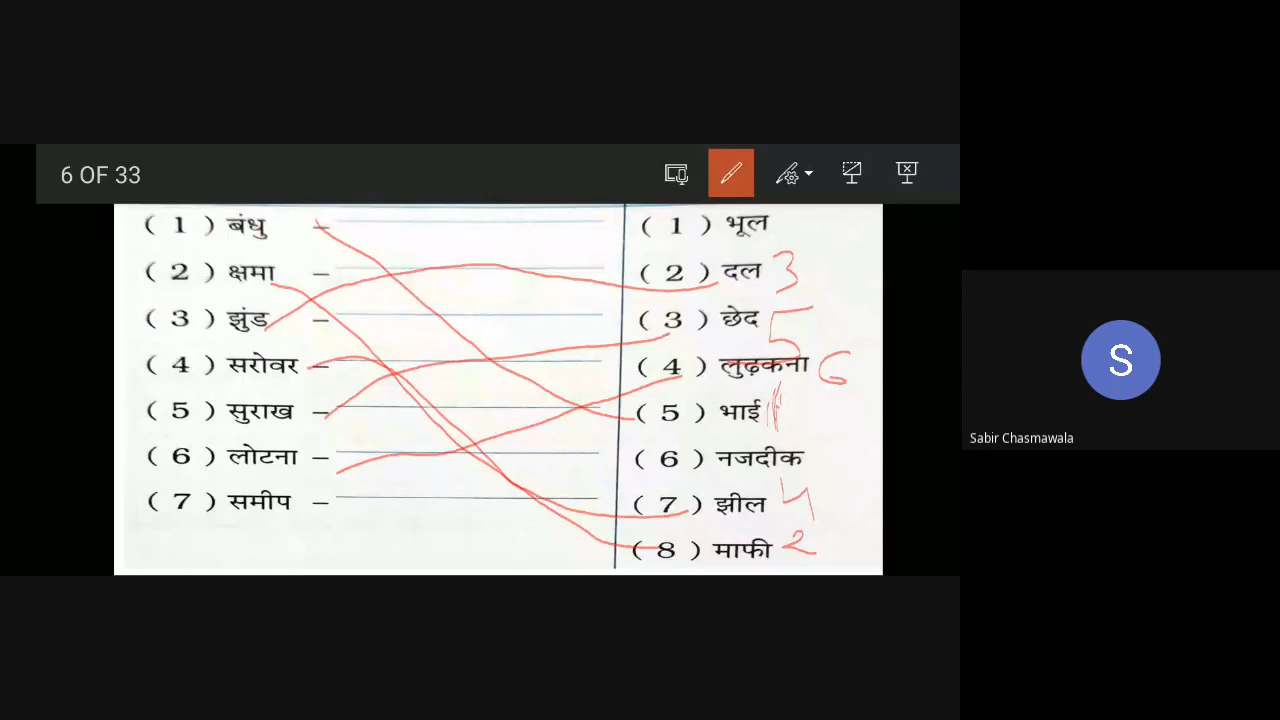 6 OF 33
( 1 ) बंधु – ( 1 ) भूल
( 2 ) क्षमा – ( 2 ) दल 3
( 3 ) झुंड – ( 3 ) छेद 5
( 4 ) सरोवर – ( 4 ) लुढ़कना 6
( 5 ) सुराख – ( 5 ) भाई 1
( 6 ) लोटना – ( 6 ) नजदीक
( 7 ) समीप – ( 7 ) झील 4
( 8 ) माफी 2
S
Sabir Chasmawala